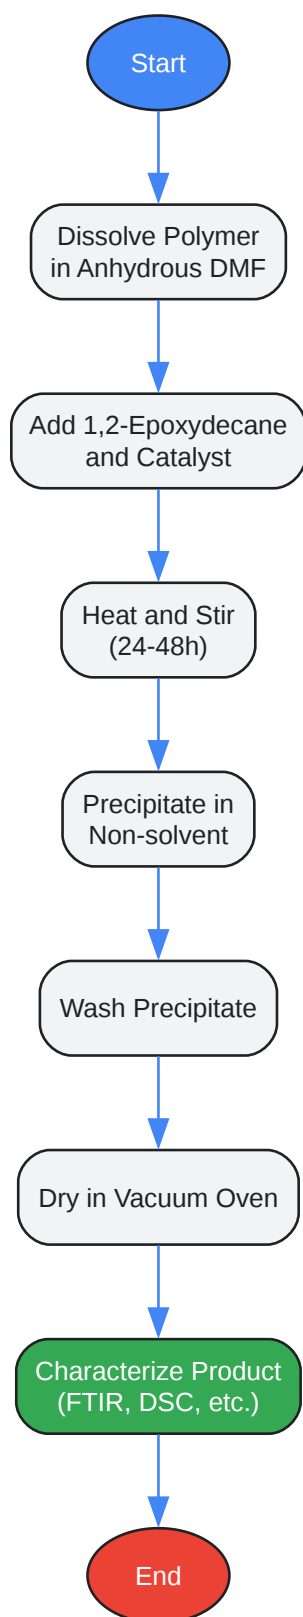 Start
Dissolve Polymer
in Anhydrous DMF
Add 1,2-Epoxydecane
and Catalyst
Heat and Stir
(24-48h)
Precipitate in
Non-solvent
Wash Precipitate
Dry in Vacuum Oven
Characterize Product
(FTIR, DSC, etc.)
End